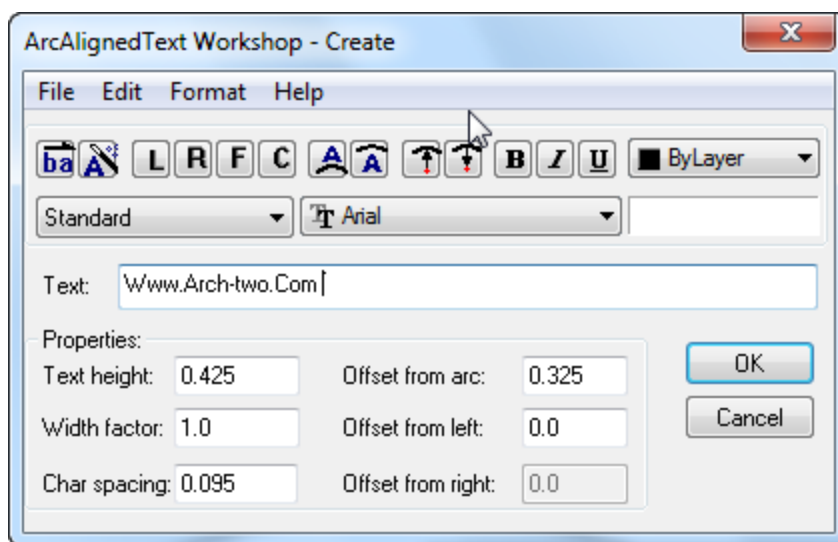 ArcAlignedText Workshop - Create
File Edit Format Help
ba A L R F C A A B I U ByLayer
Standard Arial
Text: Www.Arch-two.Com
Properties:
Text height: 0.425 Offset from arc: 0.325 OK
Width factor: 1.0 Offset from left: 0.0 Cancel
Char spacing: 0.095 Offset from right: 0.0